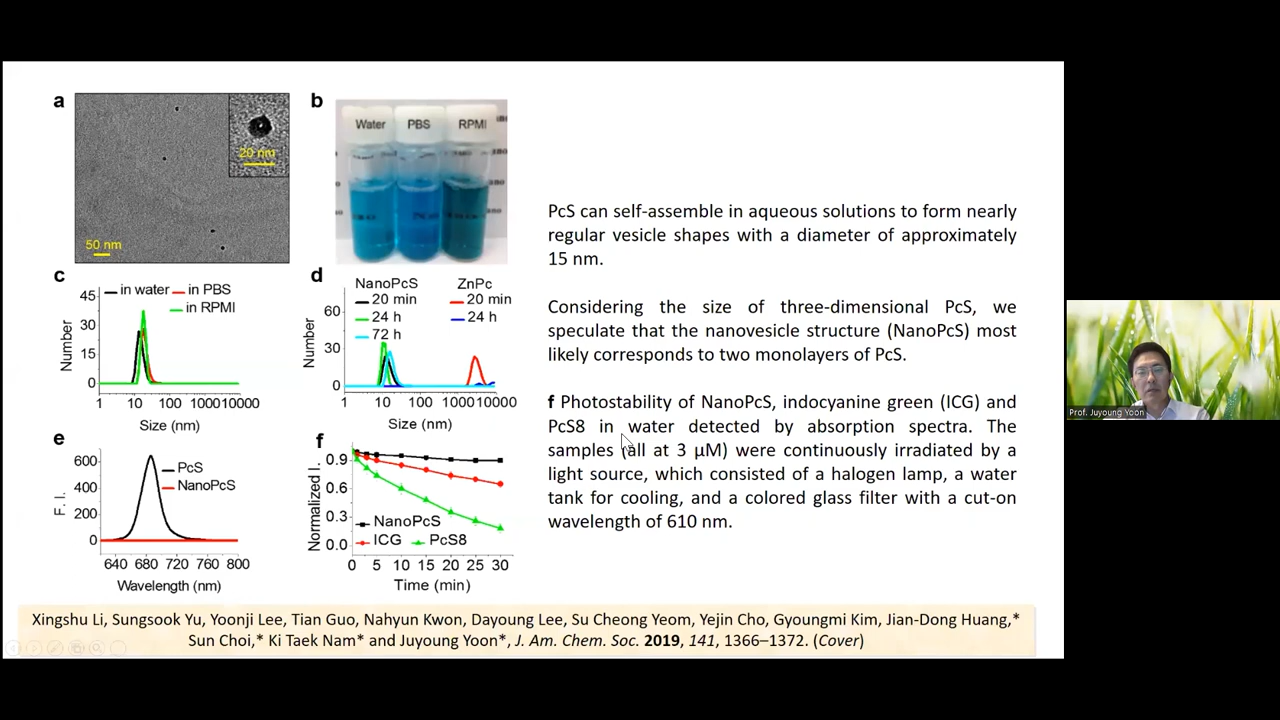 a
20 nm
50 nm
b
Water PBS RPMI
c
in water in PBS
in RPMI
45
30
15
0
Number
1 10 100 1000 10000
Size (nm)
d
NanoPcS ZnPc
20 min 20 min
24 h 24 h
72 h
60
30
0
Number
1 10 100 1000 10000
Size (nm)
e
600
400
200
0
F. I.
PcS
NanoPcS
640 680 720 760 800
Wavelength (nm)
f
0.9
0.6
0.3
0.0
Normalized I.
NanoPcS
ICG PcS8
0 5 10 15 20 25 30
Time (min)
PcS can self-assemble in aqueous solutions to form nearly
regular vesicle shapes with a diameter of approximately
15 nm.
Considering the size of three-dimensional PcS, we
speculate that the nanovesicle structure (NanoPcS) most
likely corresponds to two monolayers of PcS.
f Photostability of NanoPcS, indocyanine green (ICG) and
PcS8 in water detected by absorption spectra. The
samples (all at 3 μM) were continuously irradiated by a
light source, which consisted of a halogen lamp, a water
tank for cooling, and a colored glass filter with a cut-on
wavelength of 610 nm.
Xingshu Li, Sungsook Yu, Yoonji Lee, Tian Guo, Nahyun Kwon, Dayoung Lee, Su Cheong Yeom, Yejin Cho, Gyoungmi Kim, Jian-Dong Huang,*
Sun Choi,* Ki Taek Nam* and Juyoung Yoon*, J. Am. Chem. Soc. 2019, 141, 1366–1372. (Cover)
Prof. Juyoung Yoon